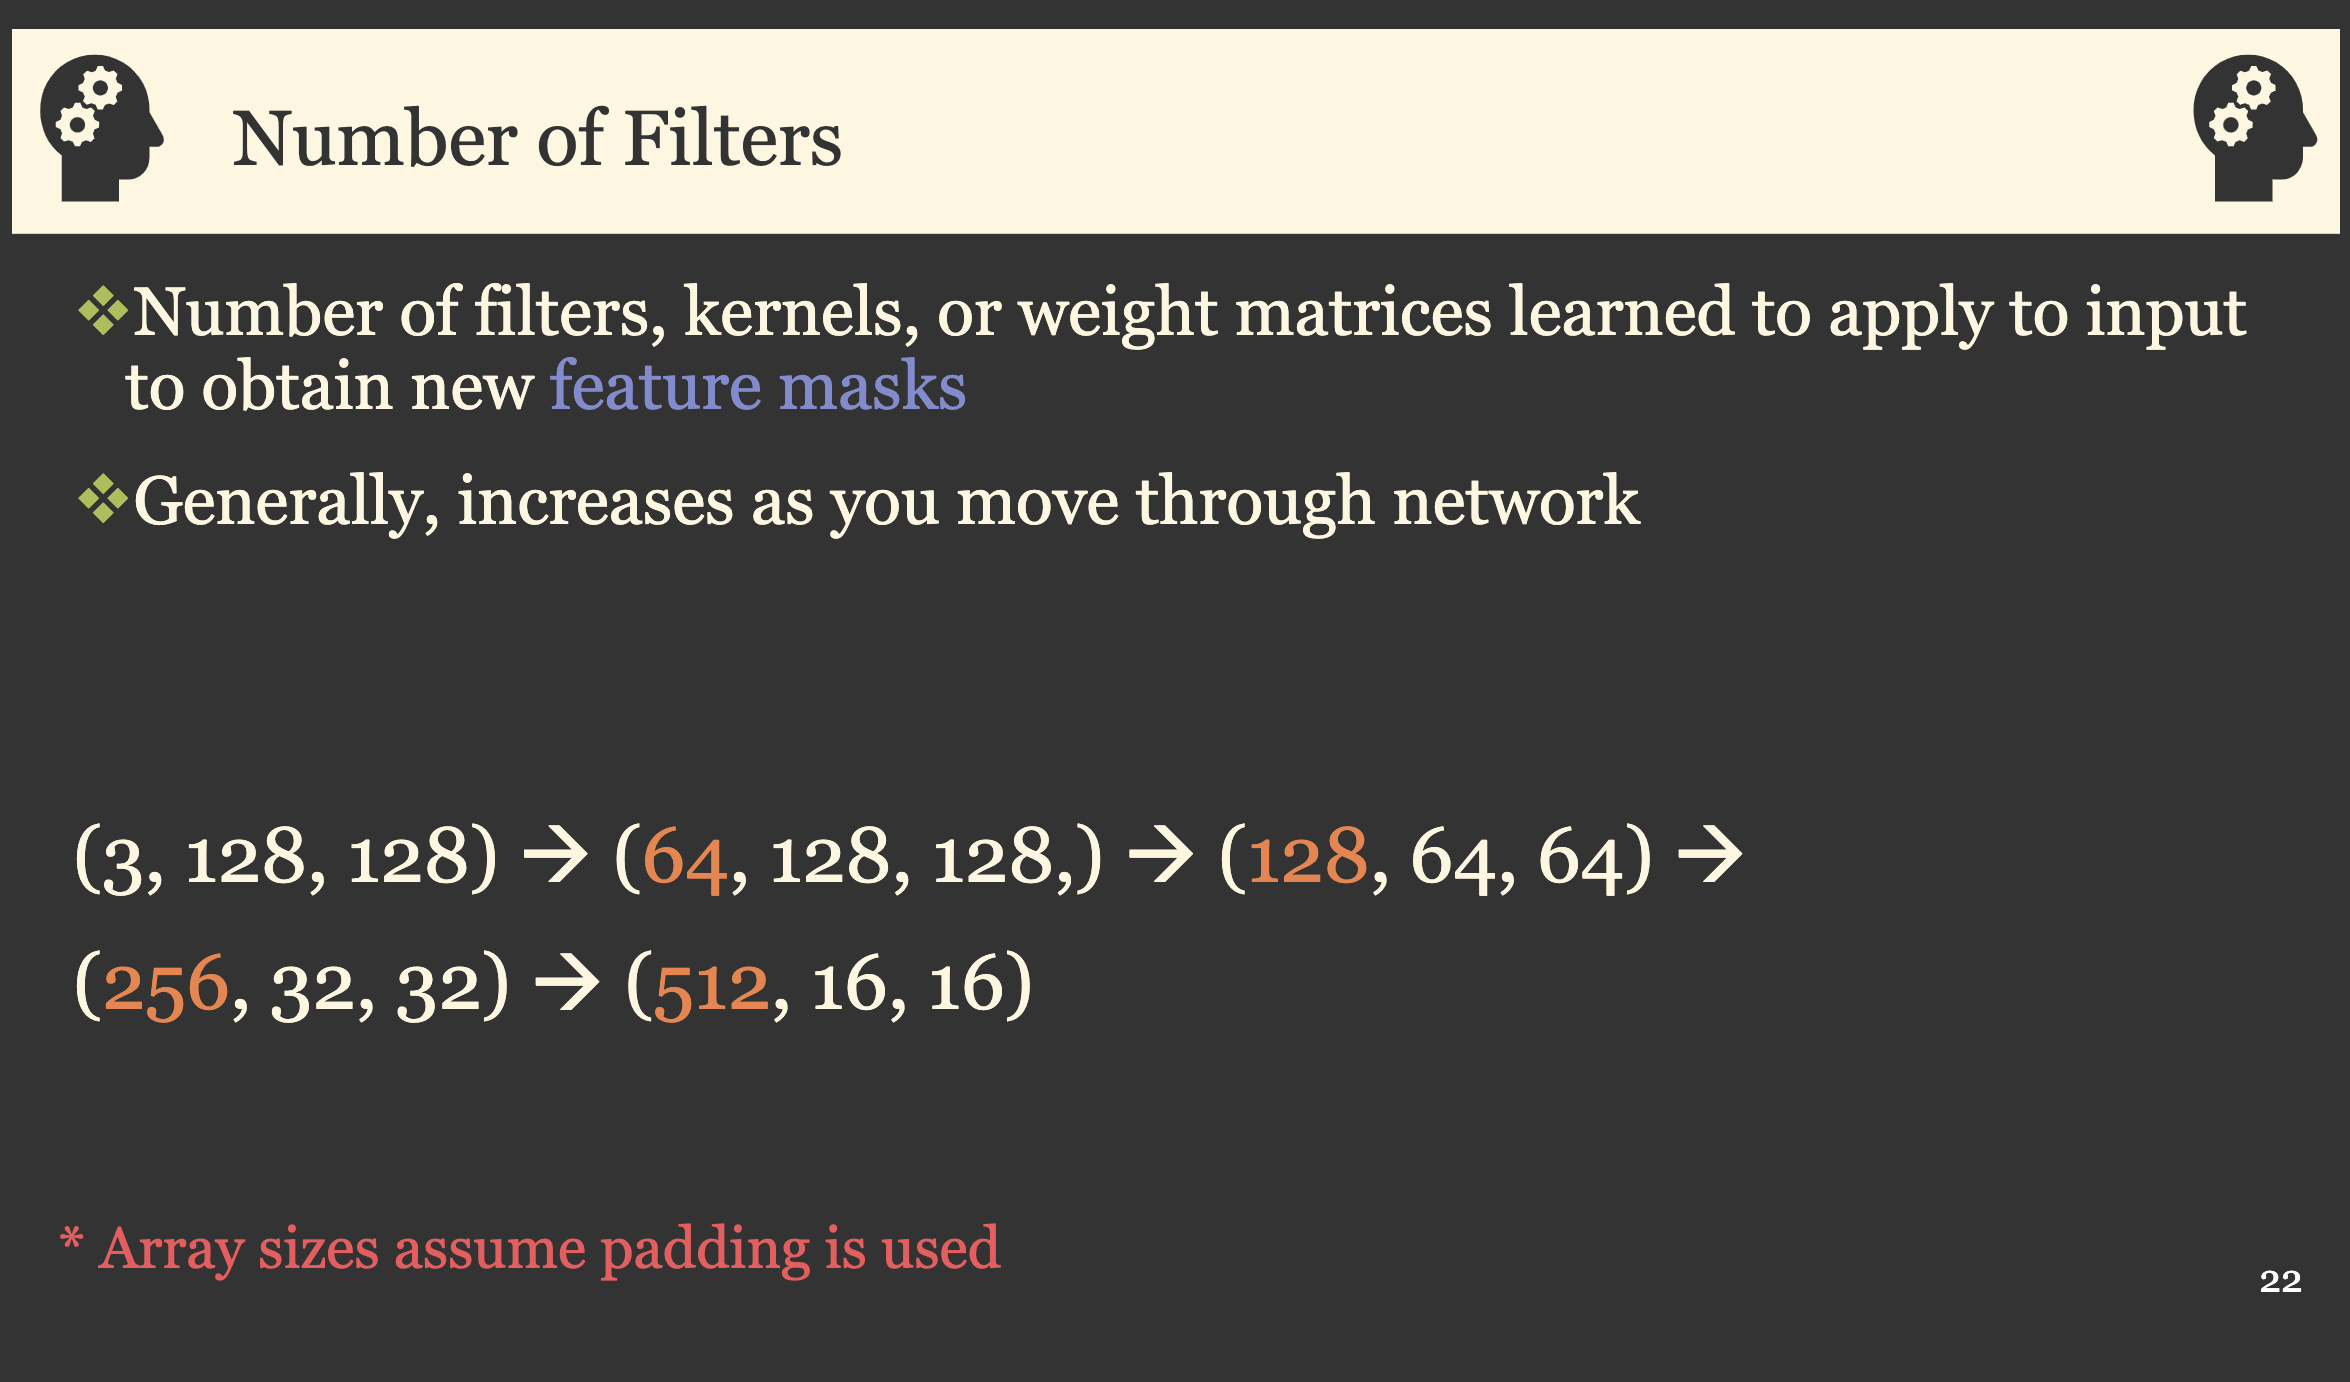 Number of Filters
❖Number of filters, kernels, or weight matrices learned to apply to input
to obtain new feature masks
❖Generally, increases as you move through network
(3, 128, 128) → (64, 128, 128,) → (128, 64, 64) →
(256, 32, 32) → (512, 16, 16)
* Array sizes assume padding is used
22